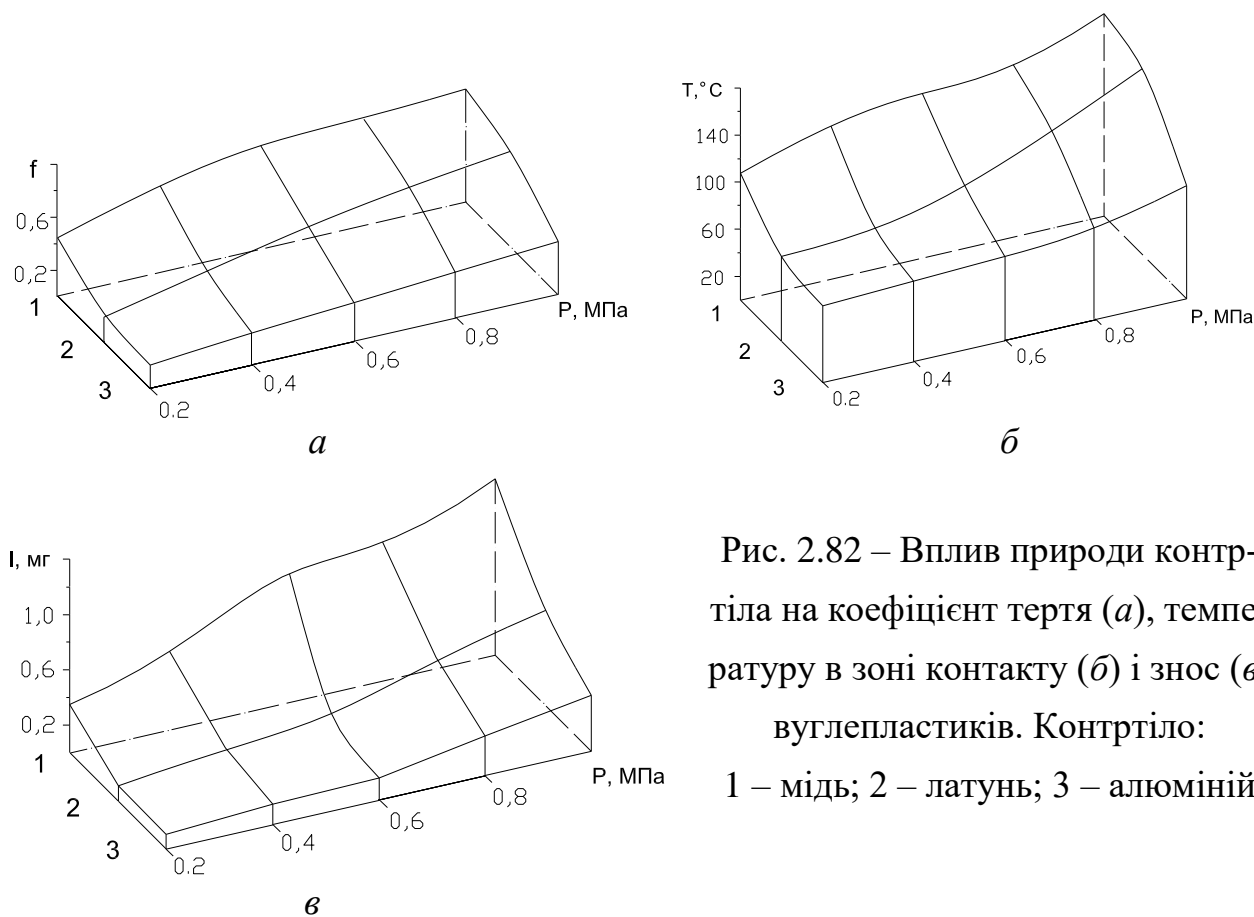 f
0,6
0,2
1
2
3
0.2
0,4
0,6
0,8
P, МПа
а
T,°C
140
100
60
20
1
2
3
0.2
0,4
0,6
0,8
P, МПа
б
I, мг
1,0
0,6
0,2
1
2
3
0.2
0,4
0,6
0,8
P, МПа
в
Рис. 2.82 – Вплив природи контр-
тіла на коефіцієнт тертя (а), темпе
ратуру в зоні контакту (б) і знос (в
вуглепластиків. Контртіло:
1 – мідь; 2 – латунь; 3 – алюміній